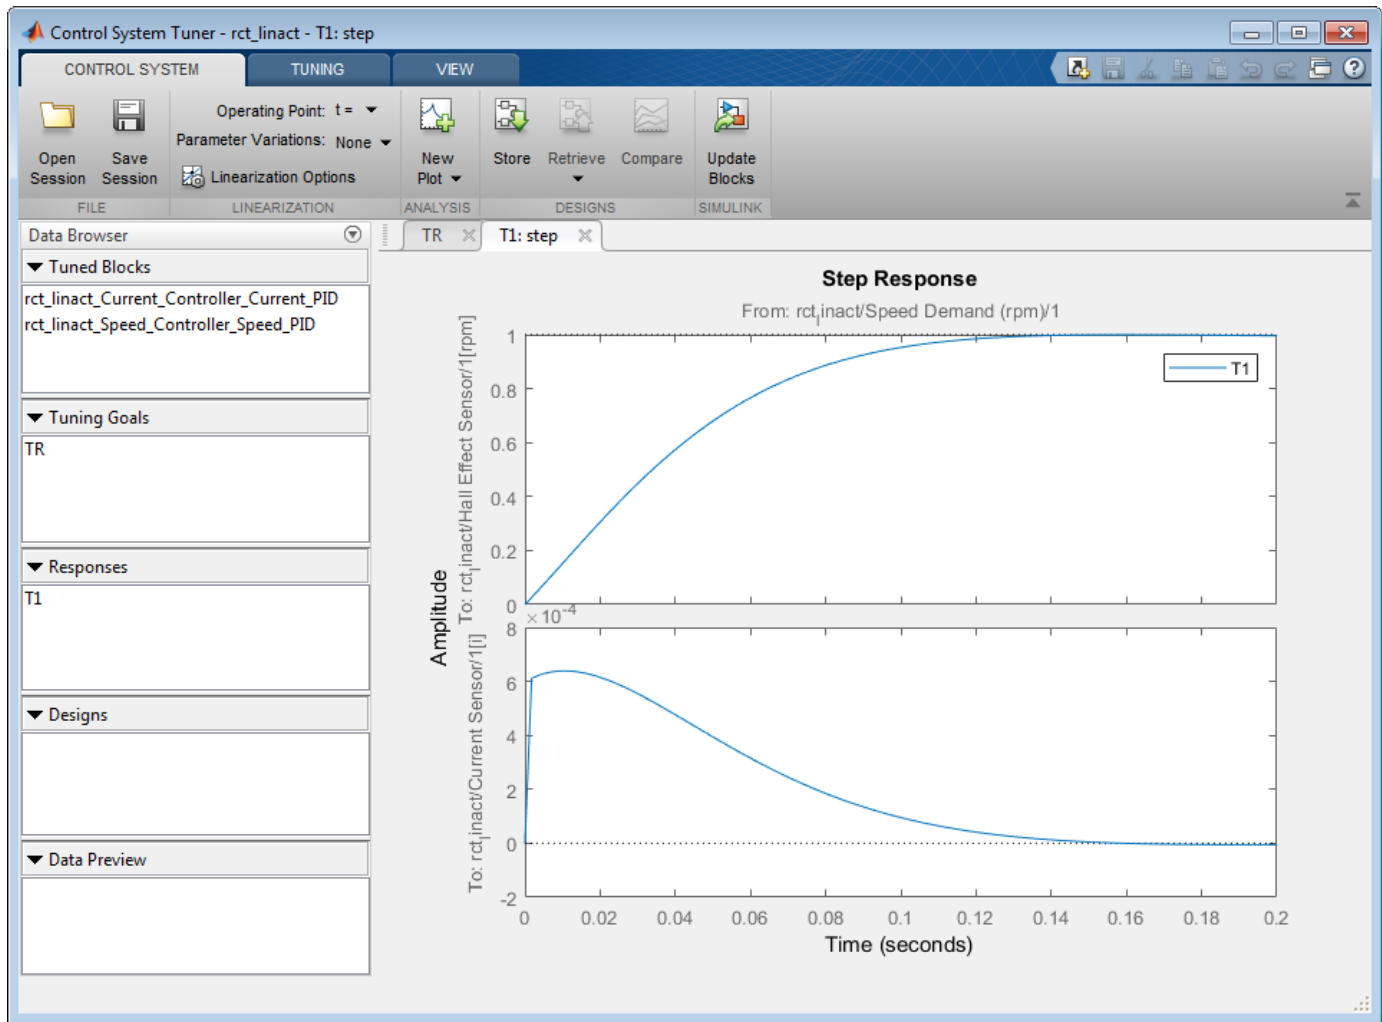 Control System Tuner - rct_linact - T1: step
CONTROL SYSTEM
TUNING
VIEW
Open Session
Save Session
Operating Point: t =
Parameter Variations: None
Linearization Options
New Plot
Store
Retrieve
Compare
Update Blocks
FILE
LINEARIZATION
ANALYSIS
DESIGNS
SIMULINK
Data Browser
Tuned Blocks
rct_linact_Current_Controller_Current_PID
rct_linact_Speed_Controller_Speed_PID
Tuning Goals
TR
Responses
T1
Designs
Data Preview
TR
T1: step
Step Response
From: rct_linact/Speed Demand (rpm)/1
Amplitude
To: rct_linact/Hall Effect Sensor/1[rpm]
1
0.8
0.6
0.4
0.2
0
T1
To: rct_linact/Current Sensor/1[i]
×10-4
8
6
4
2
0
-2
0 0.02 0.04 0.06 0.08 0.1 0.12 0.14 0.16 0.18 0.2
Time (seconds)